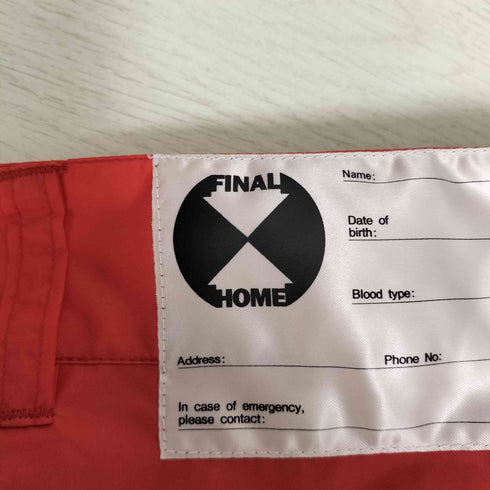 FINAL
HOME
Name:
Date of
birth:
Blood type:
Address: Phone No:
In case of emergency,
please contact: